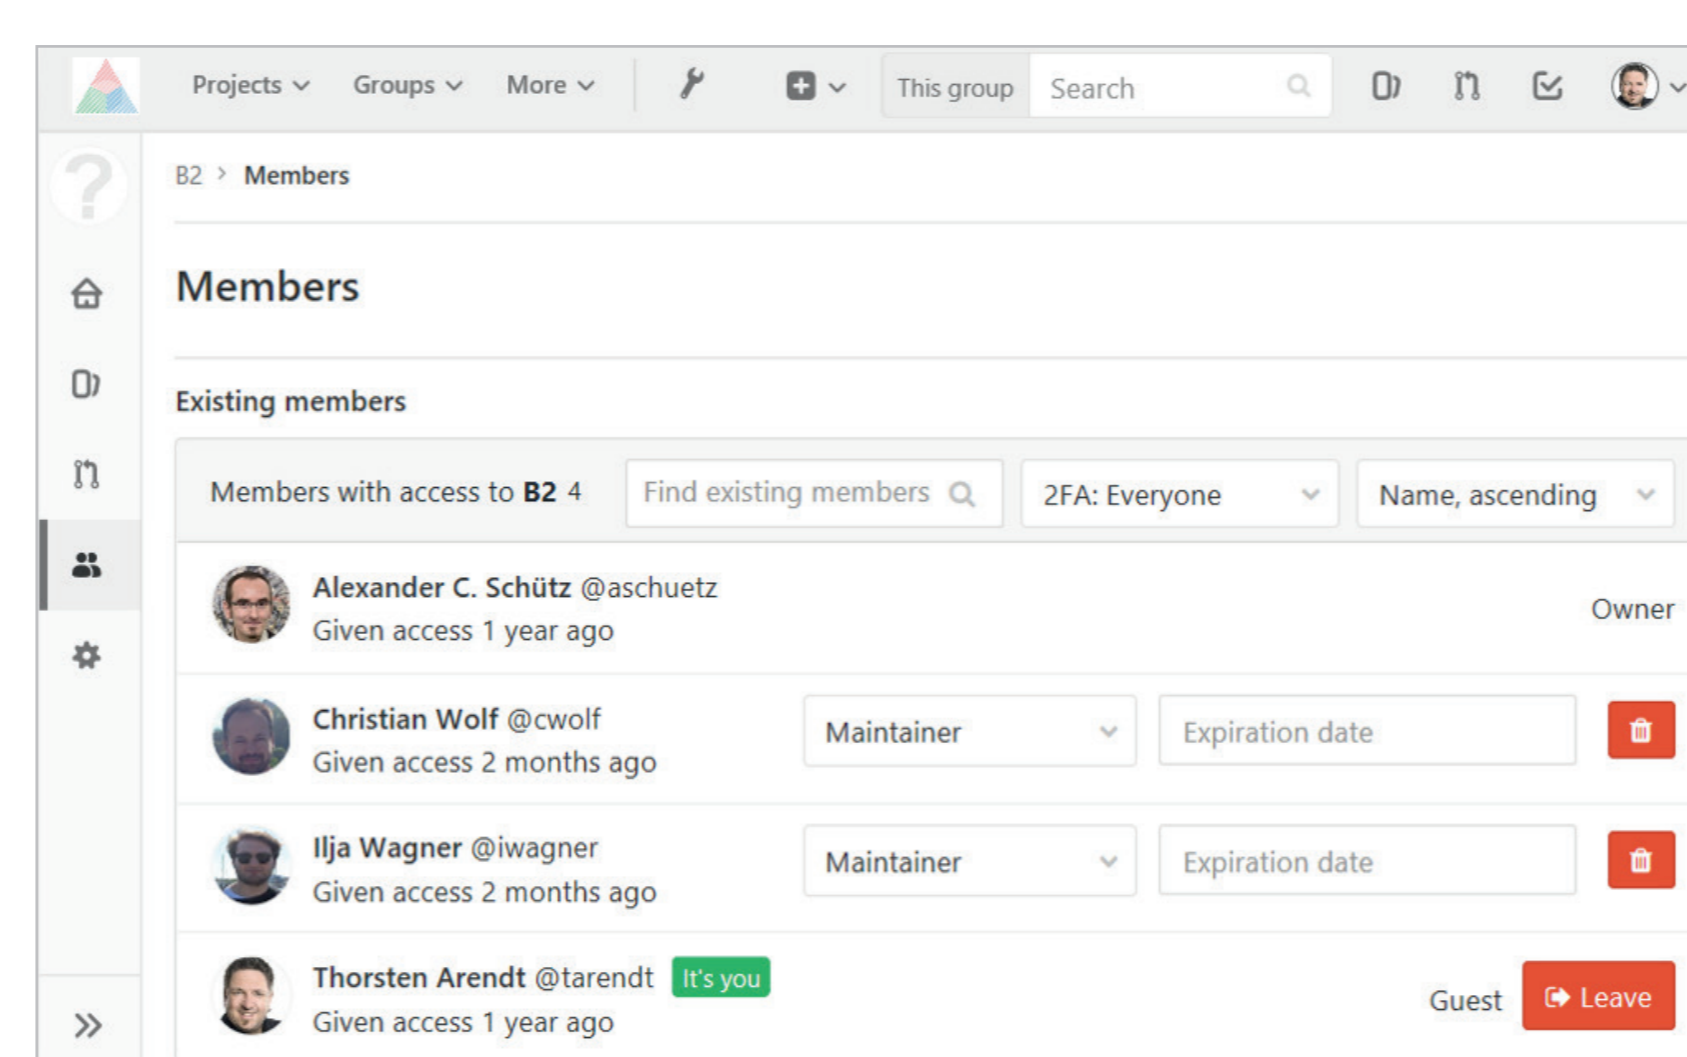 Projects Groups More This group Search
B2 > Members
Members
Existing members
Members with access to B2 4 Find existing members 2FA: Everyone Name, ascending
Alexander C. Schütz @aschuetz
Given access 1 year ago
Owner
Christian Wolf @cwolf
Given access 2 months ago
Maintainer Expiration date
Ilja Wagner @iwagner
Given access 2 months ago
Maintainer Expiration date
Thorsten Arendt @tarendt It's you
Given access 1 year ago
Guest Leave